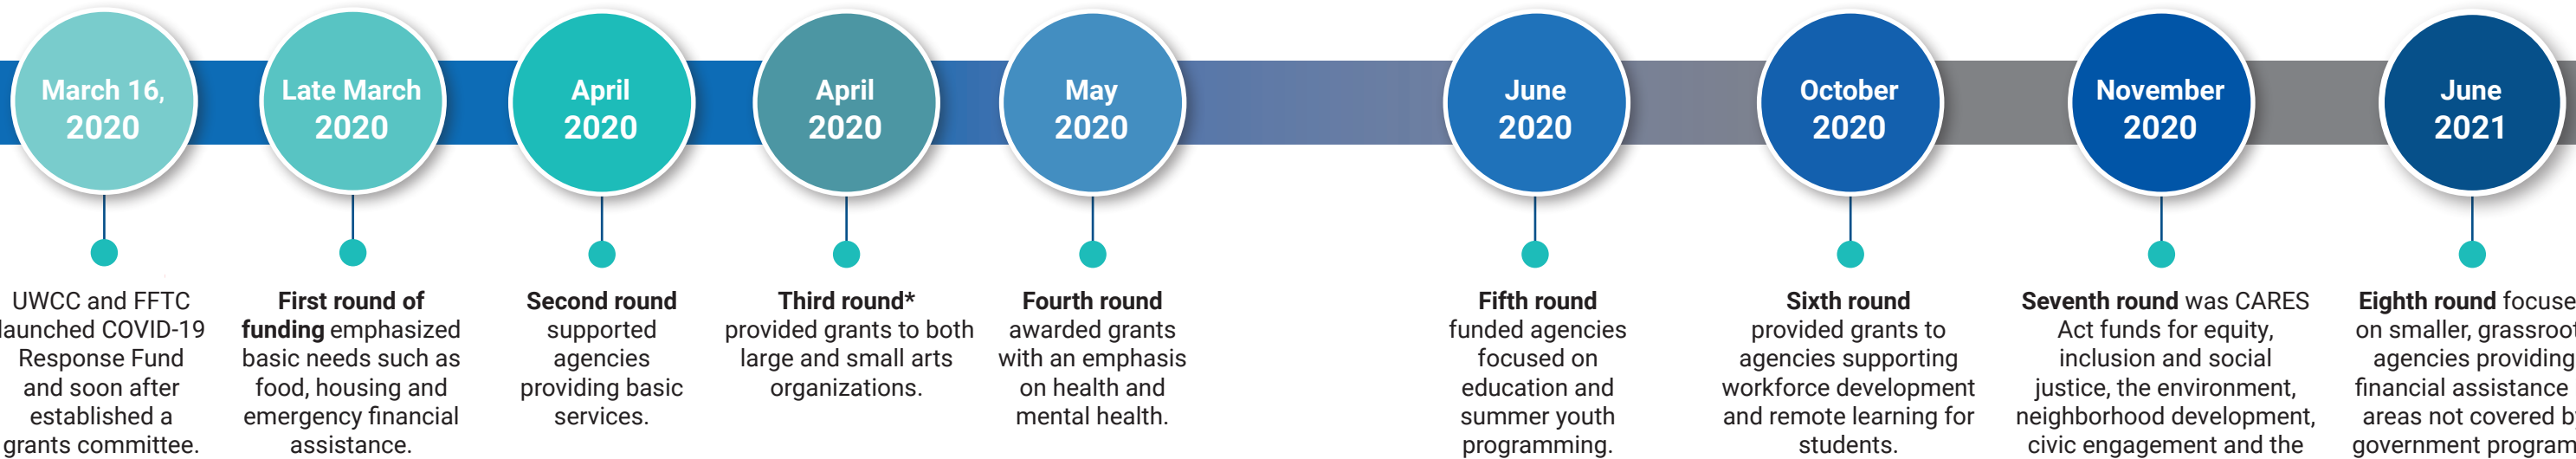 March 16,
2020
Late March
2020
April
2020
April
2020
May
2020
June
2020
October
2020
November
2020
June
2021
UWCC and FFTC
launched COVID-19
Response Fund
and soon after
established a
grants committee.
First round of
funding emphasized
basic needs such as
food, housing and
emergency financial
assistance.
Second round
supported
agencies
providing basic
services.
Third round*
provided grants to both
large and small arts
organizations.
Fourth round
awarded grants
with an emphasis
on health and
mental health.
Fifth round
funded agencies
focused on
education and
summer youth
programming.
Sixth round
provided grants to
agencies supporting
workforce development
and remote learning for
students.
Seventh round was CARES
Act funds for equity,
inclusion and social
justice, the environment,
neighborhood development,
civic engagement and the
Eighth round focuse
on smaller, grassroot
agencies providing
financial assistance
areas not covered b
government program